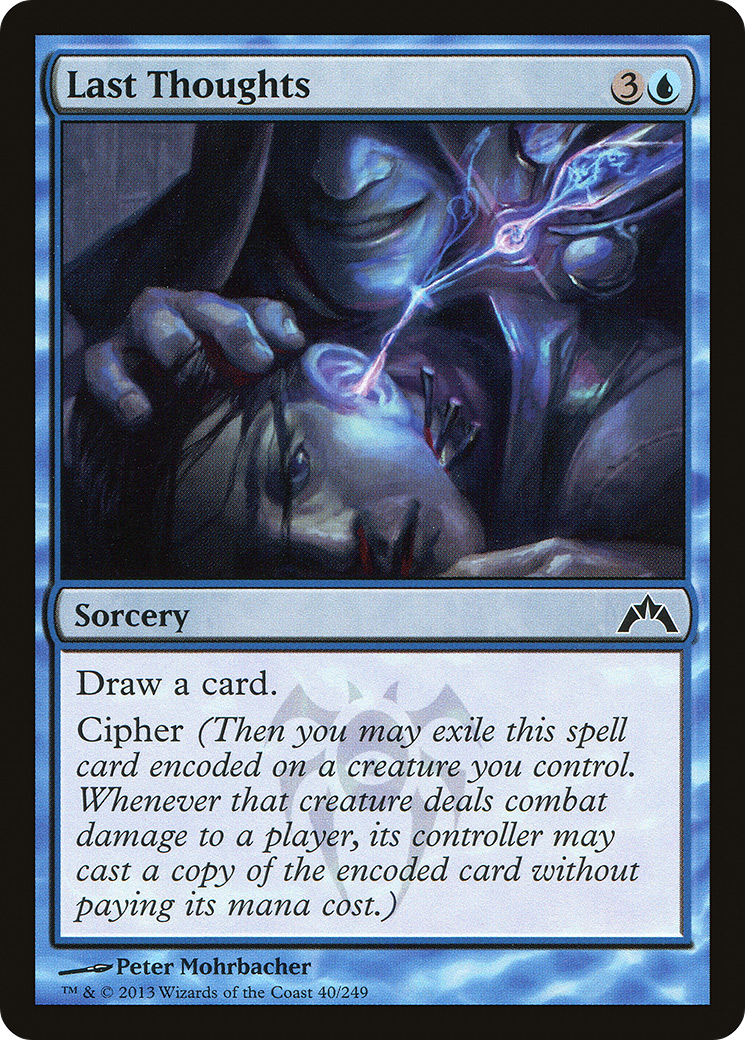 Last Thoughts 3
Sorcery
Draw a card.
Cipher (Then you may exile this spell
card encoded on a creature you control.
Whenever that creature deals combat
damage to a player, its controller may
cast a copy of the encoded card without
paying its mana cost.)
Peter Mohrbacher
™ & © 2013 Wizards of the Coast 40/249